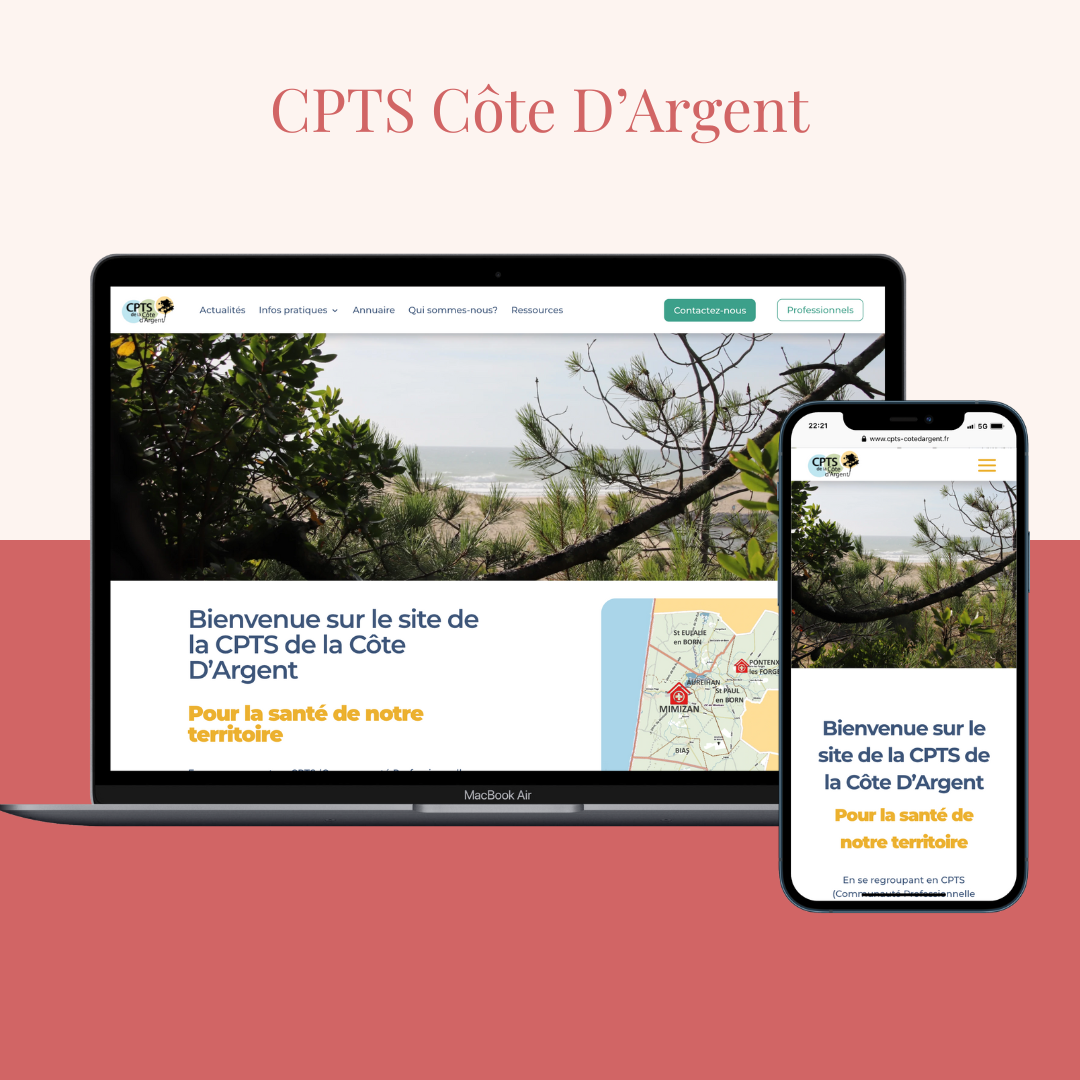 CPTS Côte D’Argent
CPTS
de la Côte
d'Argent
Actualités
Infos pratiques
Annuaire
Qui sommes-nous?
Ressources
Contactez-nous
Professionnels
Bienvenue sur le site de
la CPTS de la Côte
D’Argent
Pour la santé de notre
territoire
St EULALIE
en BORN
PONTENX
les FORGE
AUREILHAN
St PAUL
en BORN
MIMIZAN
BIAS
MacBook Air
22:21
5G
www.cpts-cotedargent.fr
CPTS
de la Côte
d'Argent
Bienvenue sur le
site de la CPTS de
la Côte D’Argent
Pour la santé de
notre territoire
En se regroupant en CPTS
(Communauté Professionnelle